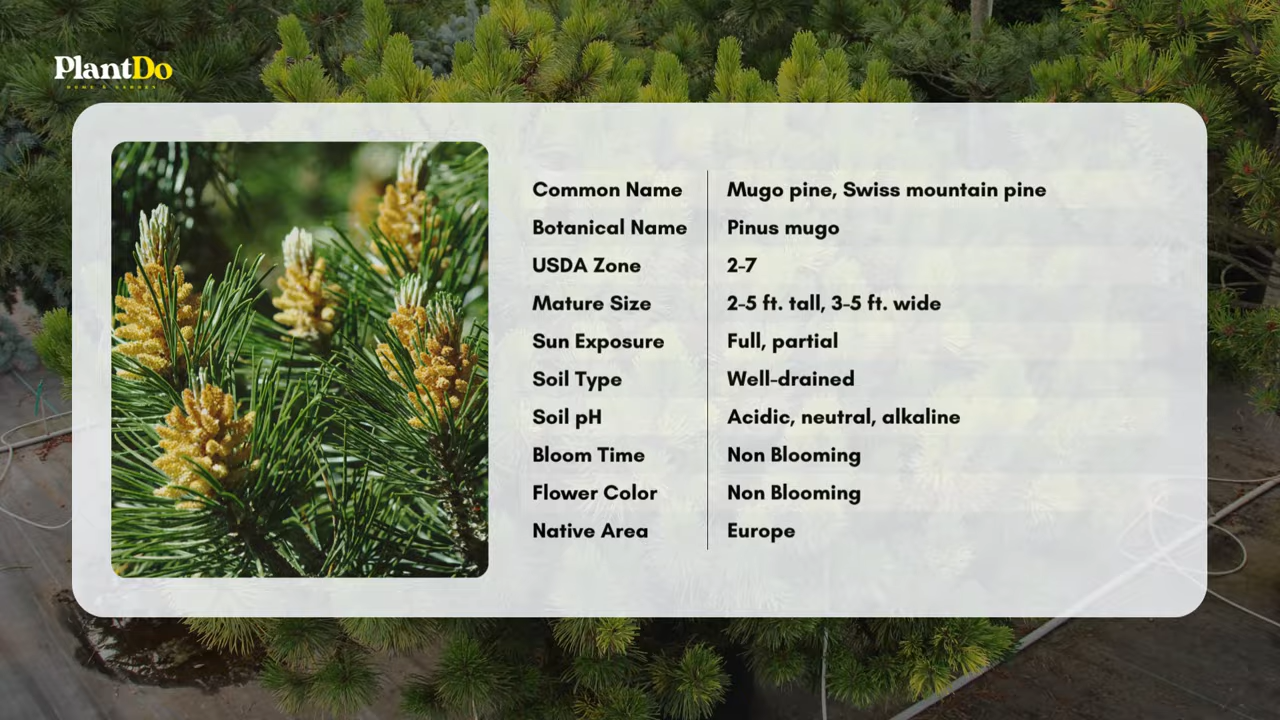 PlantDo
HOME & GARDEN
Common Name Mugo pine, Swiss mountain pine
Botanical Name Pinus mugo
USDA Zone 2-7
Mature Size 2-5 ft. tall, 3-5 ft. wide
Sun Exposure Full, partial
Soil Type Well-drained
Soil pH Acidic, neutral, alkaline
Bloom Time Non Blooming
Flower Color Non Blooming
Native Area Europe